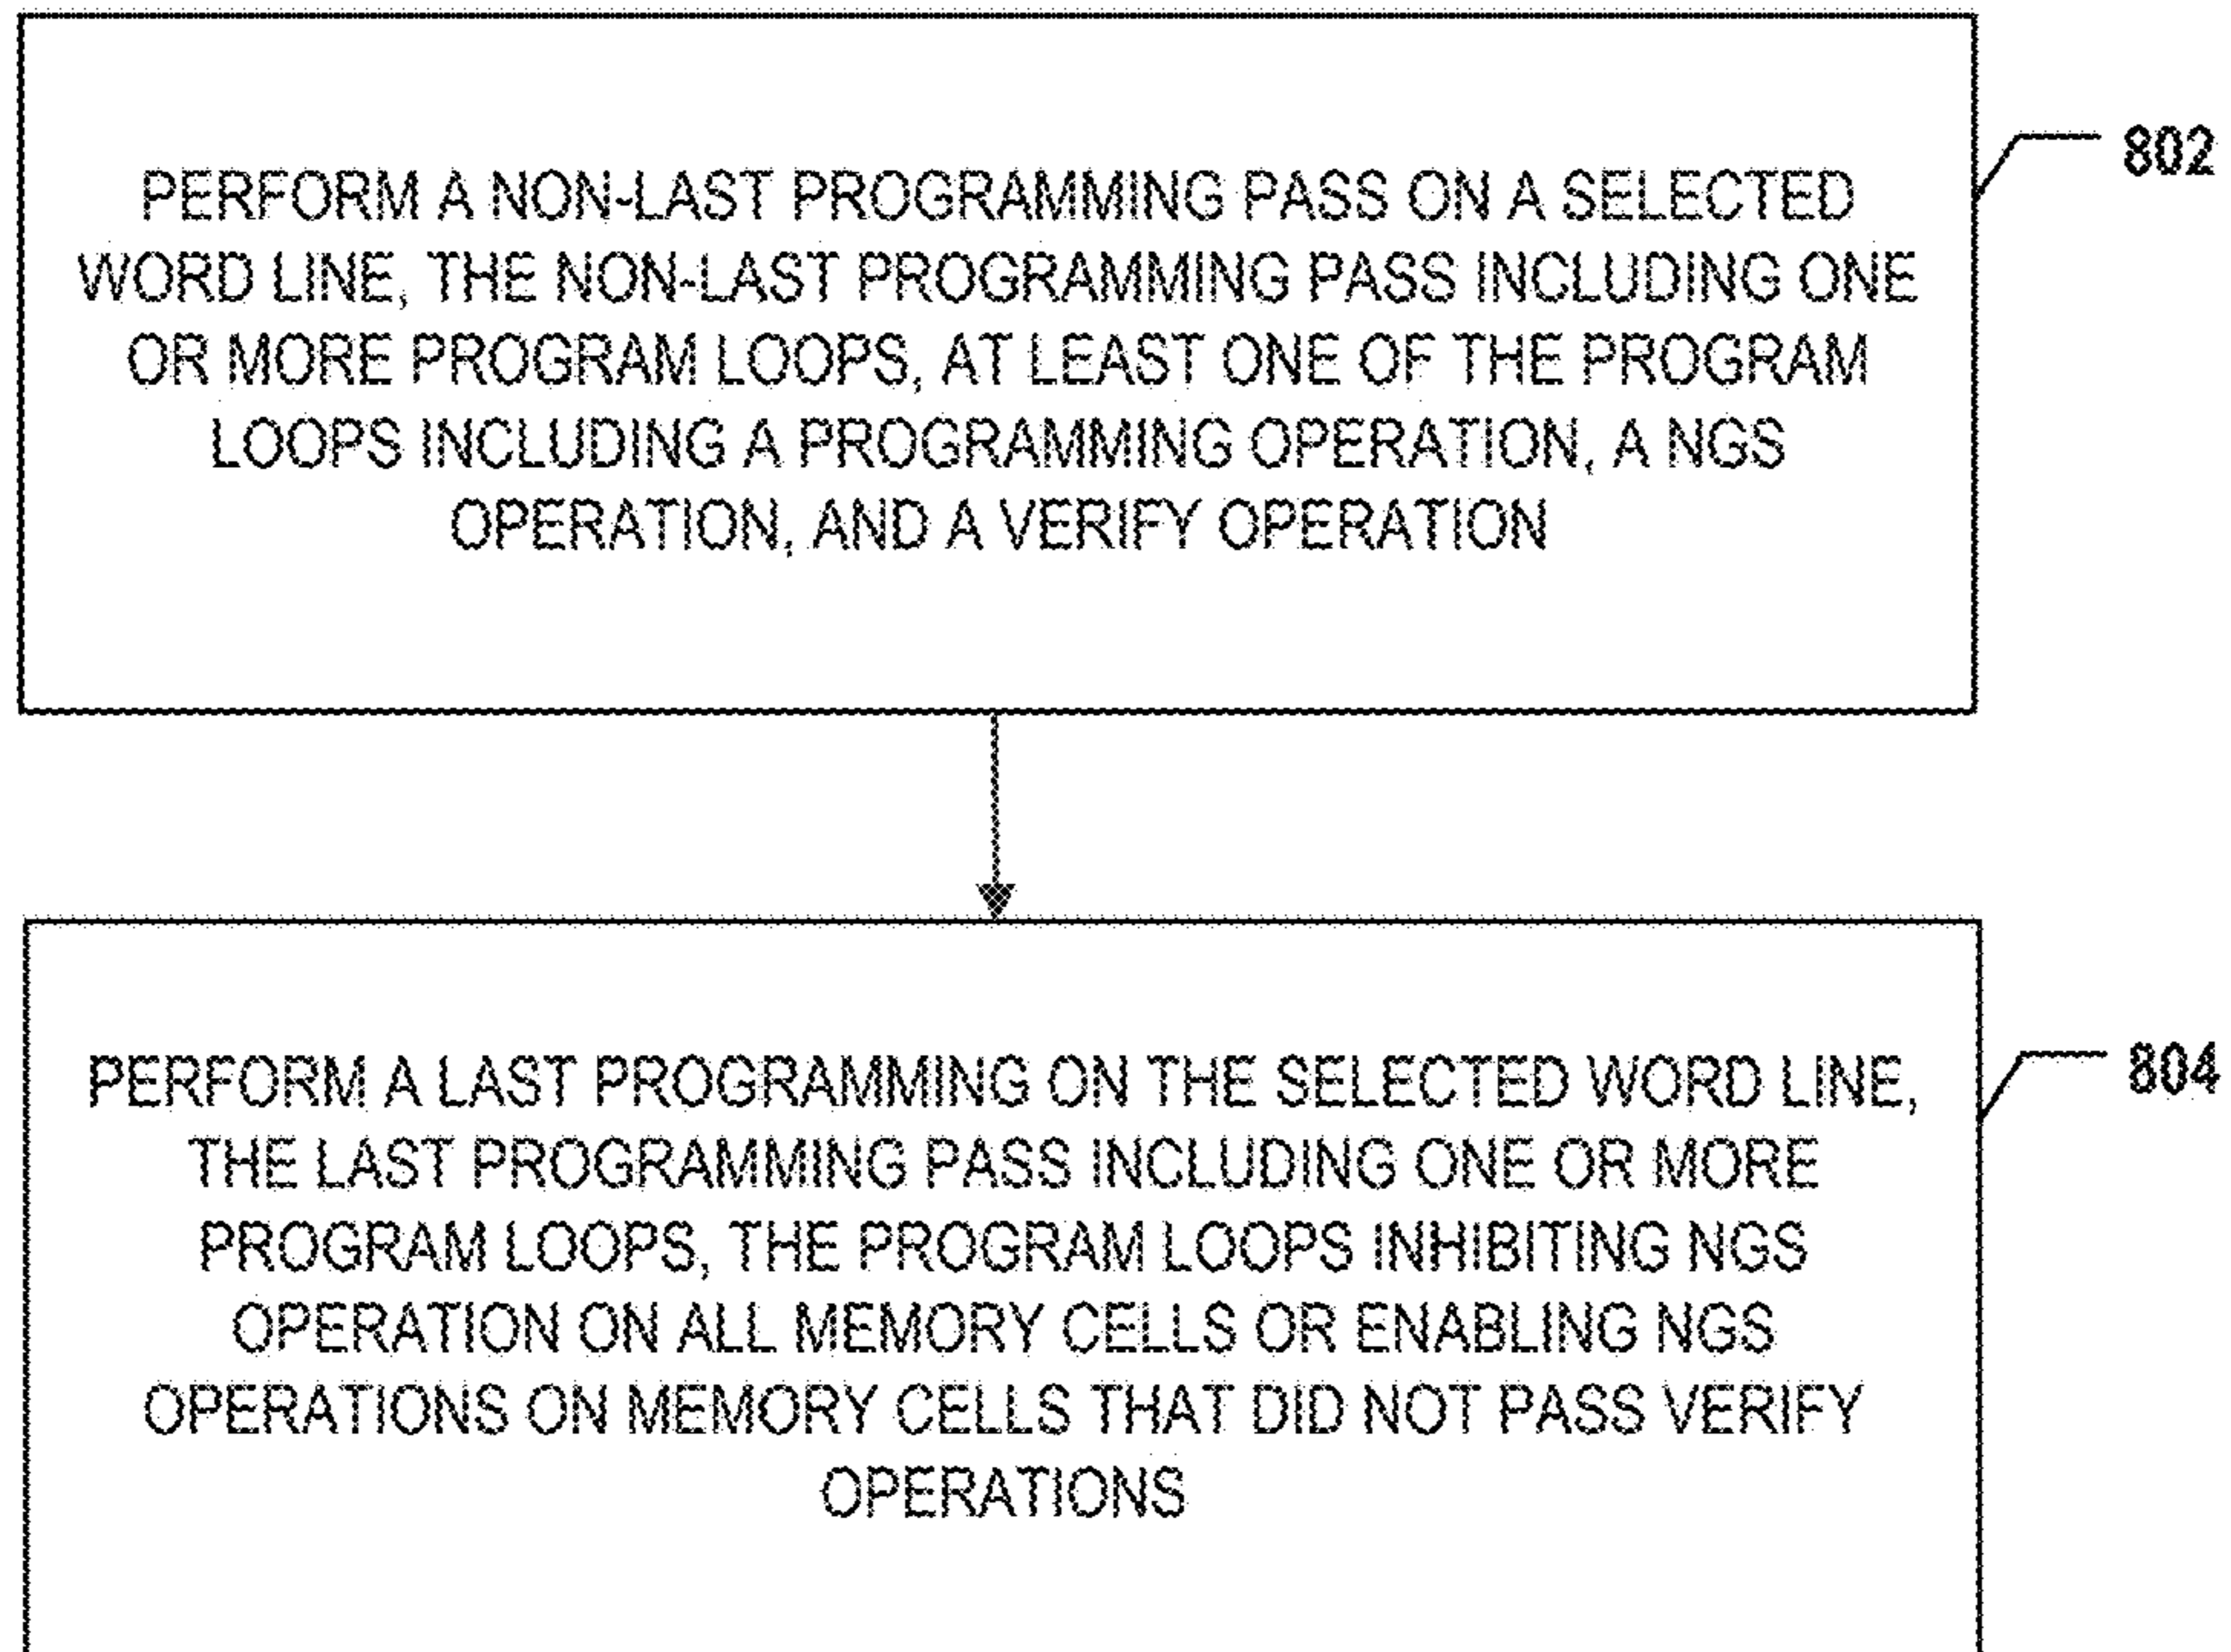 PERFORM A NON-LAST PROGRAMMING PASS ON A SELECTED
WORD LINE, THE NON-LAST PROGRAMMING PASS INCLUDING ONE
OR MORE PROGRAM LOOPS, AT LEAST ONE OF THE PROGRAM
LOOPS INCLUDING A PROGRAMMING OPERATION, A NGS
OPERATION, AND A VERIFY OPERATION
802
PERFORM A LAST PROGRAMMING ON THE SELECTED WORD LINE,
THE LAST PROGRAMMING PASS INCLUDING ONE OR MORE
PROGRAM LOOPS, THE PROGRAM LOOPS INHIBITING NGS
OPERATION ON ALL MEMORY CELLS OR ENABLING NGS
OPERATIONS ON MEMORY CELLS THAT DID NOT PASS VERIFY
OPERATIONS
804